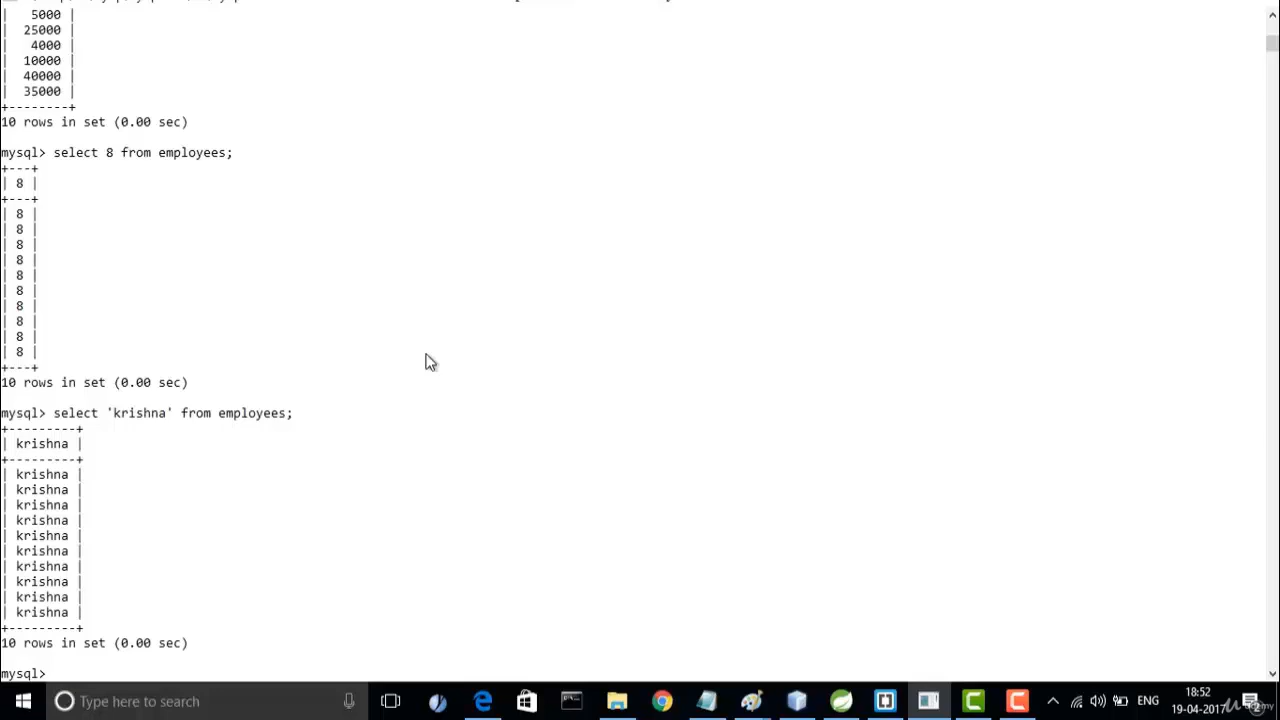 |   5000 |
|  25000 |
|   4000 |
|  10000 |
|  40000 |
|  35000 |
+--------+
10 rows in set (0.00 sec)
mysql> select 8 from employees;
+---+
| 8 |
+---+
| 8 |
| 8 |
| 8 |
| 8 |
| 8 |
| 8 |
| 8 |
| 8 |
| 8 |
| 8 |
+---+
10 rows in set (0.00 sec)
mysql> select 'krishna' from employees;
+---------+
| krishna |
+---------+
| krishna |
| krishna |
| krishna |
| krishna |
| krishna |
| krishna |
| krishna |
| krishna |
| krishna |
| krishna |
+---------+
10 rows in set (0.00 sec)
mysql>
Type here to search
ENG
18:52
19-04-2017